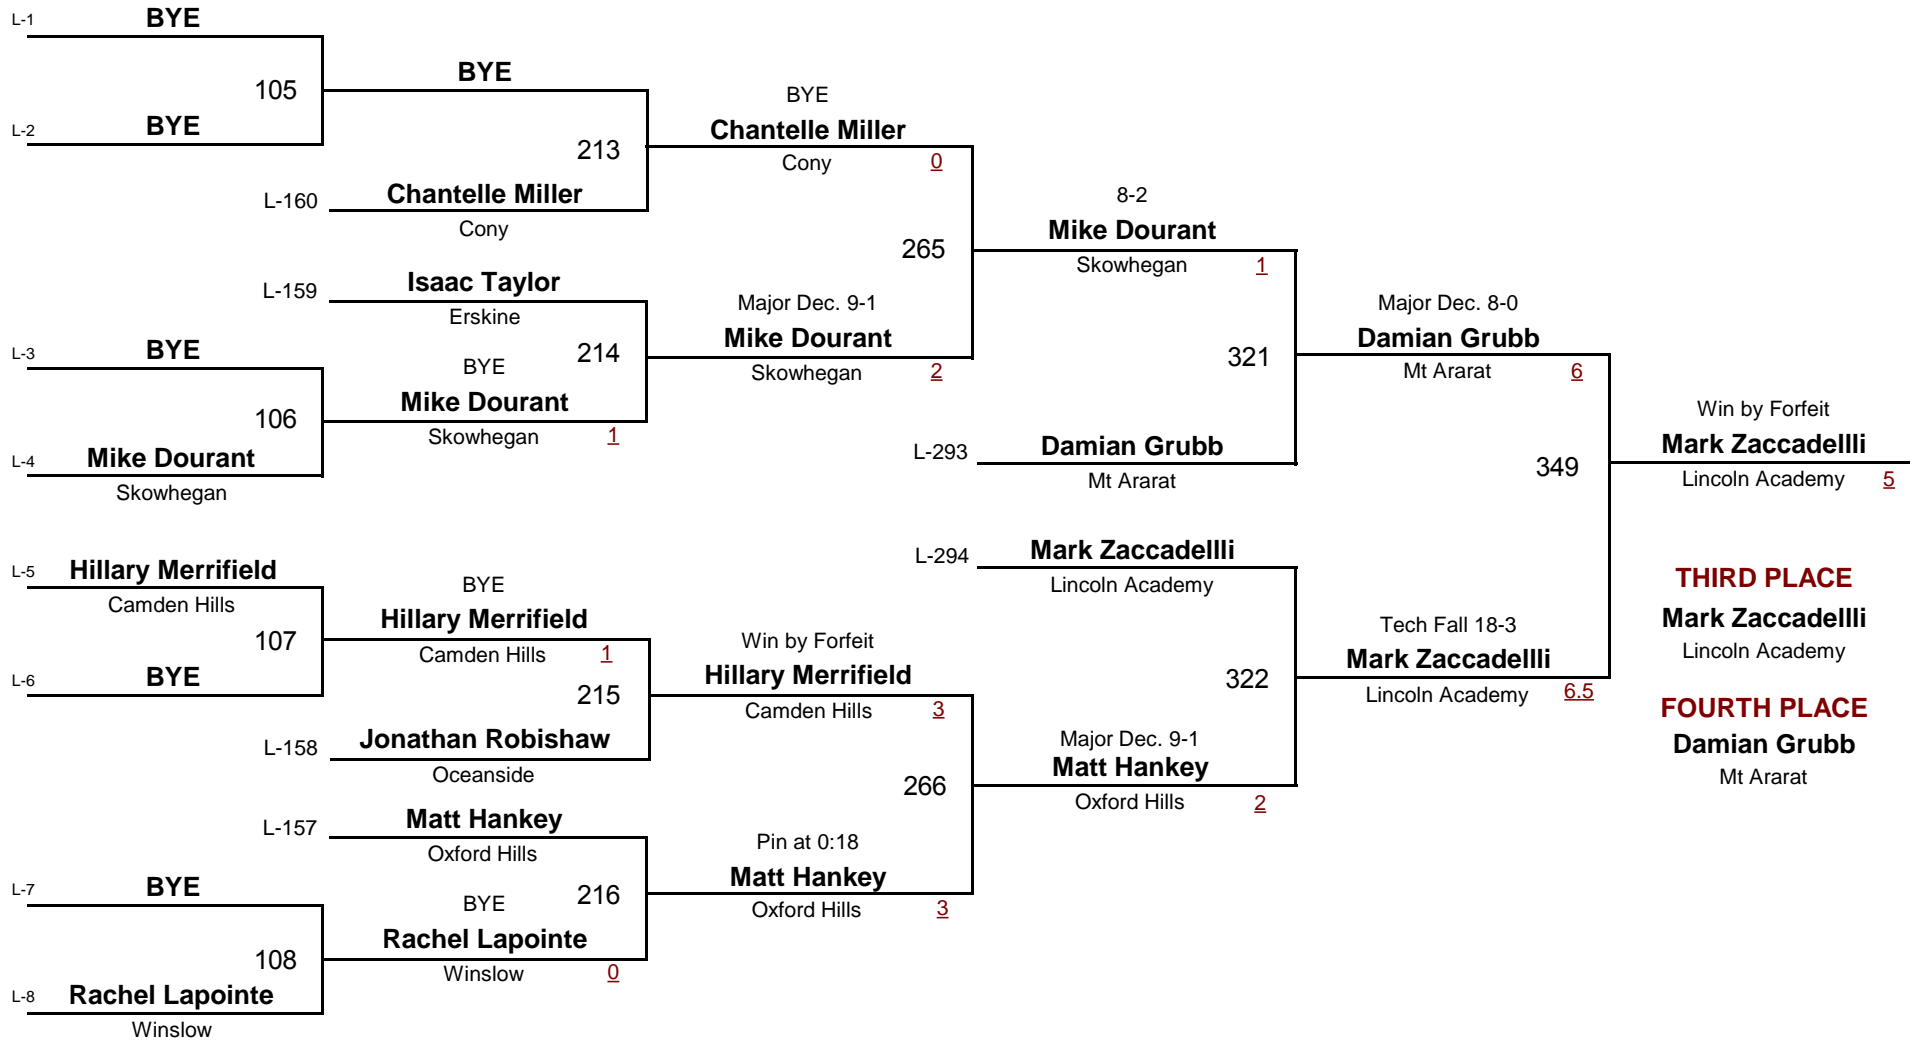 L-1 BYE
105
L-2 BYE
BYE
213
L-160 Chantelle Miller
Cony
BYE
Chantelle Miller
Cony 0
265
L-159 Isaac Taylor
Erskine
214
L-3 BYE
106
L-4 Mike Dourant
Skowhegan
BYE
Mike Dourant
Skowhegan 1
Major Dec. 9-1
Mike Dourant
Skowhegan 2
8-2
Mike Dourant
Skowhegan 1
321
L-293 Damian Grubb
Mt Ararat
Major Dec. 8-0
Damian Grubb
Mt Ararat 6
349
Win by Forfeit
Mark Zaccadellli
Lincoln Academy 5
L-5 Hillary Merrifield
Camden Hills
107
L-6 BYE
BYE
Hillary Merrifield
Camden Hills 1
215
L-158 Jonathan Robishaw
Oceanside
Win by Forfeit
Hillary Merrifield
Camden Hills 3
266
L-157 Matt Hankey
Oxford Hills
216
L-7 BYE
108
L-8 Rachel Lapointe
Winslow
BYE
Rachel Lapointe
Winslow 0
Pin at 0:18
Matt Hankey
Oxford Hills 3
L-294 Mark Zaccadellli
Lincoln Academy
322
Major Dec. 9-1
Matt Hankey
Oxford Hills 2
Tech Fall 18-3
Mark Zaccadellli
Lincoln Academy 6.5
THIRD PLACE
Mark Zaccadellli
Lincoln Academy
FOURTH PLACE
Damian Grubb
Mt Ararat